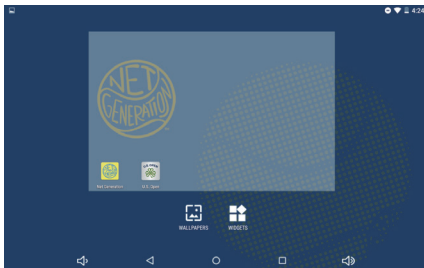 4:24
NET
GENERATION
Net Generation
U.S. Open
WALLPAPERS
WIDGETS